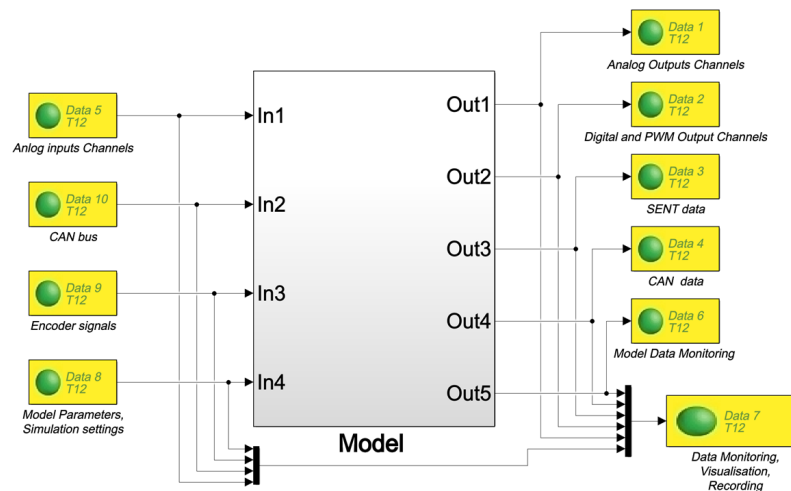 Data 5
T12
Anlog inputs Channels
Data 10
T12
CAN bus
Data 9
T12
Encoder signals
Data 8
T12
Model Parameters,
Simulation settings
In1
In2
In3
In4
Out1
Out2
Out3
Out4
Out5
Model
Data 1
T12
Analog Outputs Channels
Data 2
T12
Digital and PWM Output Channels
Data 3
T12
SENT data
Data 4
T12
CAN data
Data 6
T12
Model Data Monitoring
Data 7
T12
Data Monitoring,
Visualisation,
Recording